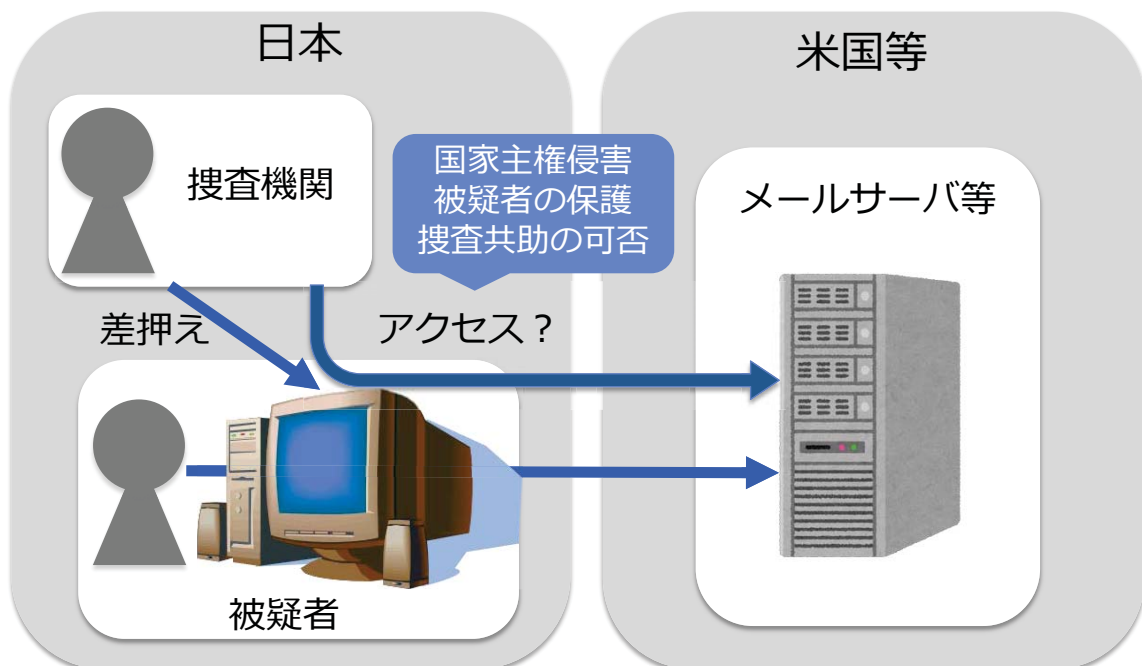 日本
捜査機関
国家主権侵害
被疑者の保護
捜査共助の可否
差押え
アクセス？
被疑者
米国等
メールサーバ等